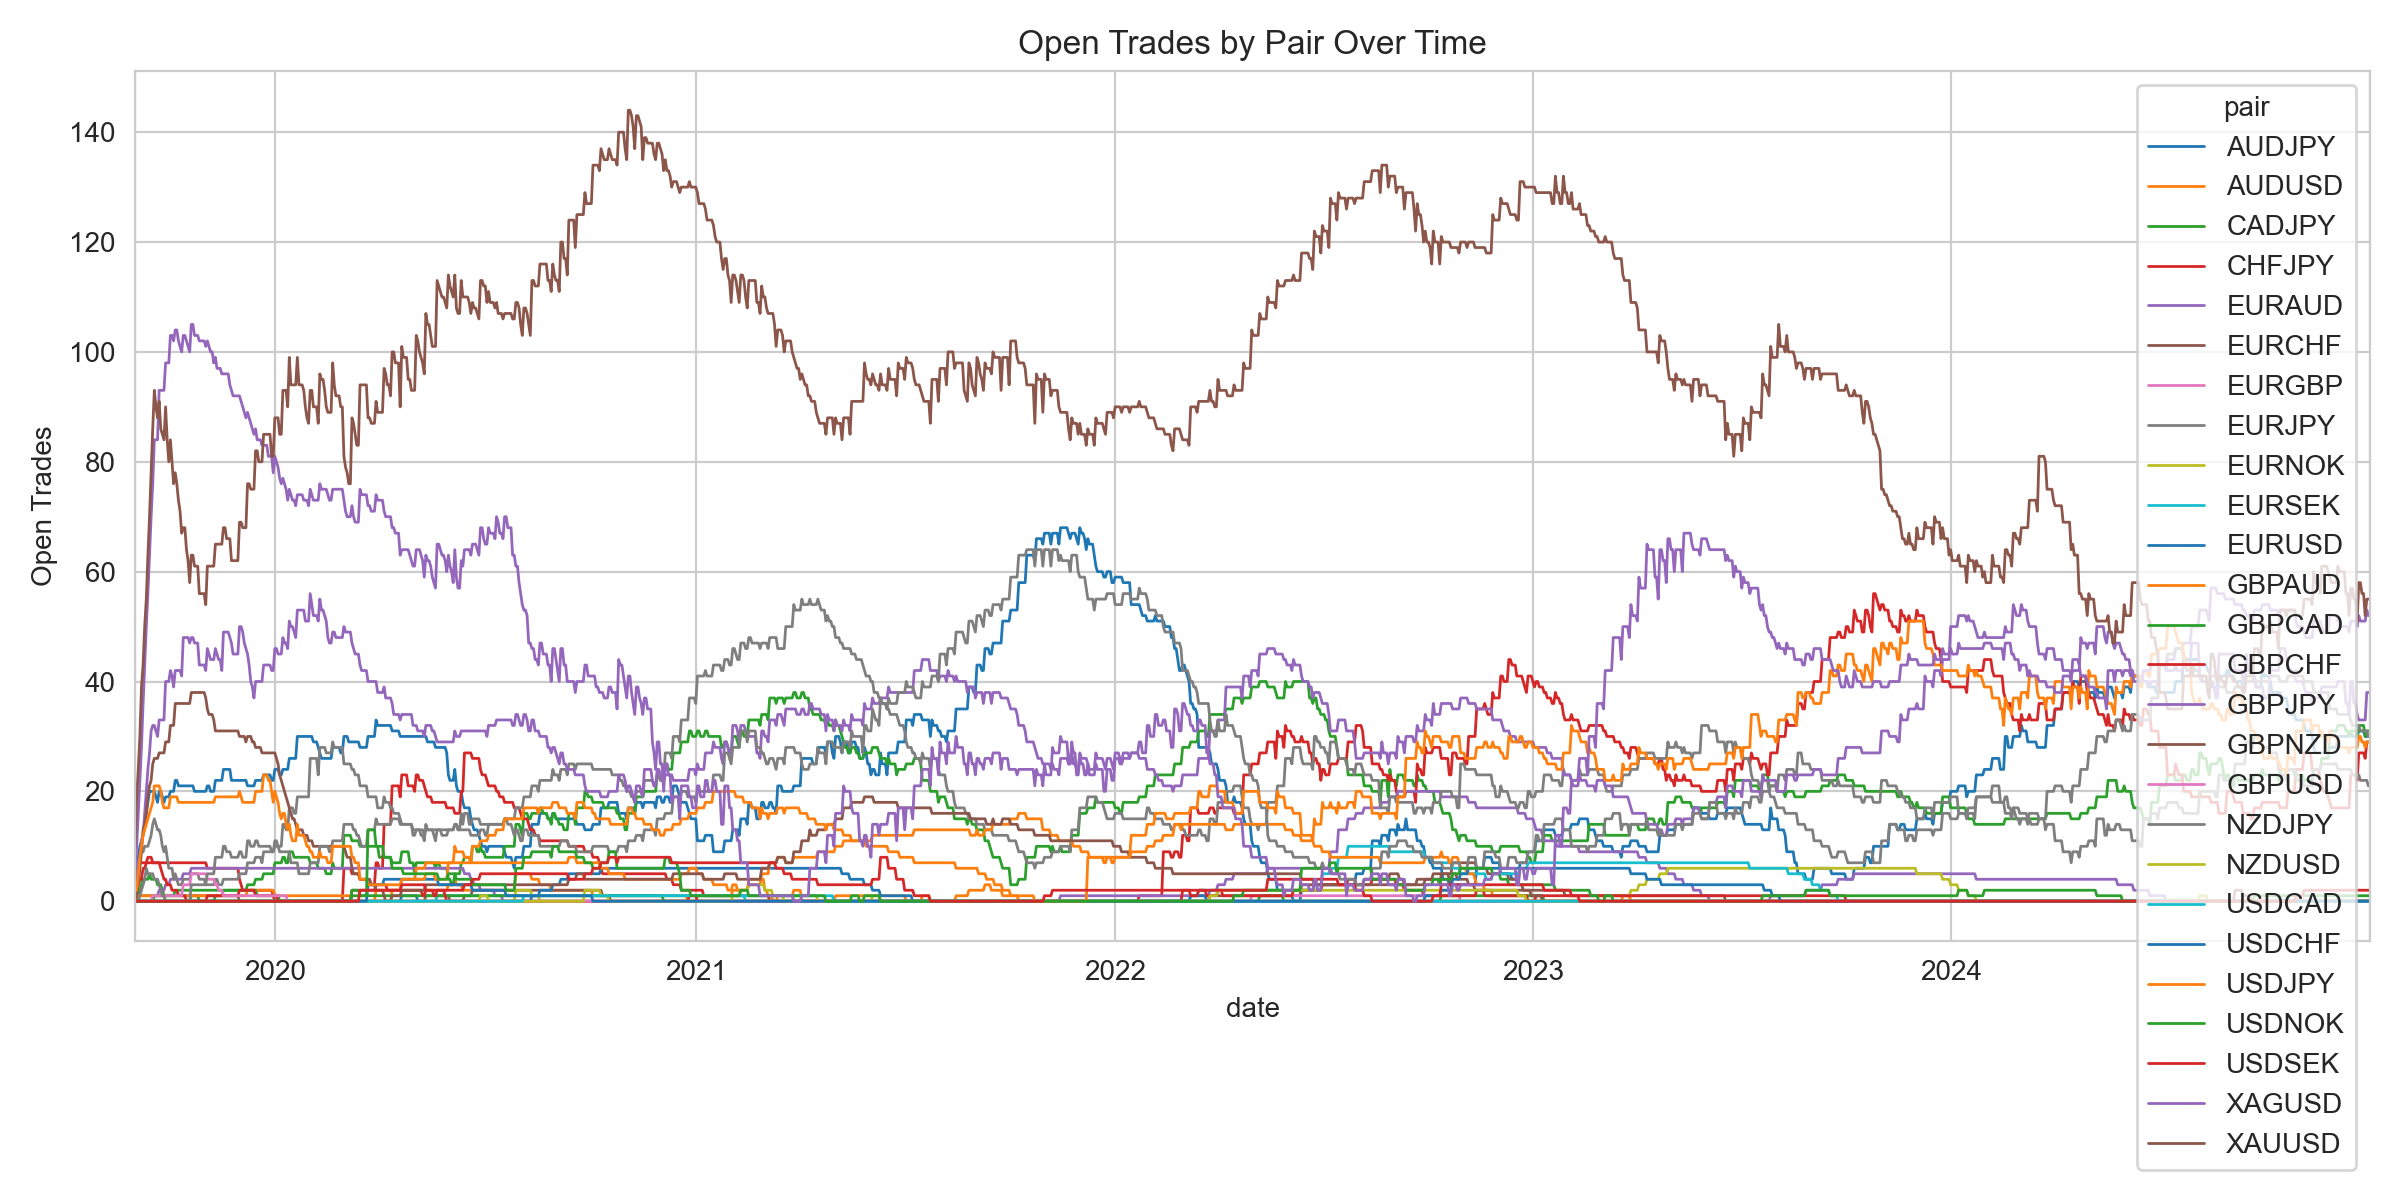 Open Trades by Pair Over Time
Open Trades
140
120
100
80
60
40
20
0
2020
2021
2022
2023
2024
date
pair
AUDJPY
AUDUSD
CADJPY
CHFJPY
EURAUD
EURCHF
EURGBP
EURJPY
EURNOK
EURSEK
EURUSD
GBPAUD
GBPCAD
GBPCHF
GBPJPY
GBPNZD
GBPUSD
NZDJPY
NZDUSD
USDCAD
USDCHF
USDJPY
USDNOK
USDSEK
XAGUSD
XAUUSD